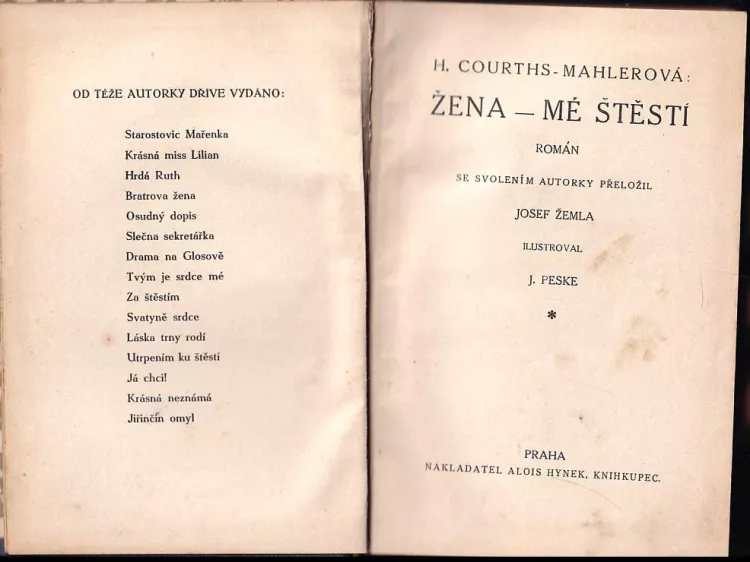 OD TÉŽE AUTORKY DŘÍVE VYDÁNO:
Starostovic Mařenka
Krásná miss Lilian
Hrdá Ruth
Bratrova žena
Osudný dopis
Slečna sekretářka
Drama na Glosově
Tvým je srdce mé
Za štěstím
Svatyně srdce
Láska trny rodí
Utrpením ku štěstí
Já chci!
Krásná neznámá
Jiřinčin omyl
H. COURTHS-MAHLEROVÁ:
ŽENA — MÉ ŠTĚSTÍ
ROMÁN
SE SVOLENÍM AUTORKY PŘELOŽIL
JOSEF ŽEMLA
ILUSTROVAL
J. PESKE
*
PRAHA
NAKLADATEL ALOIS HYNEK, KNIHKUPEC.